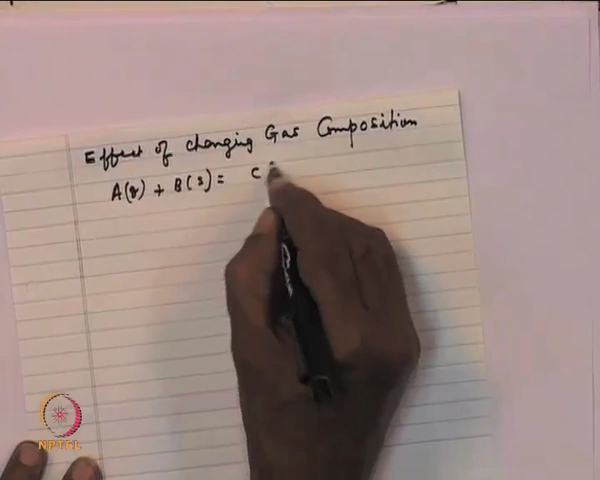 Effect of changing Gas Composition
A(g) + B(s) = C
NPTEL